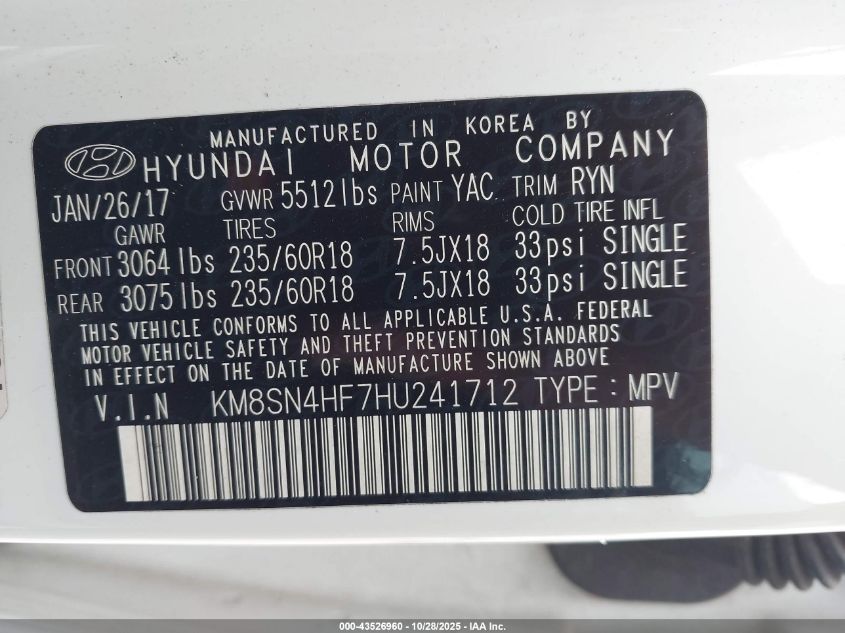 MANUFACTURED IN KOREA BY
HYUNDAI MOTOR COMPANY
JAN/26/17 GVWR 5512lbs PAINT YAC TRIM RYN
GAWR TIRES RIMS COLD TIRE INFL
FRONT 3064lbs 235/60R18 7.5JX18 33psi SINGLE
REAR 3075lbs 235/60R18 7.5JX18 33psi SINGLE
THIS VEHICLE CONFORMS TO ALL APPLICABLE U.S.A. FEDERAL
MOTOR VEHICLE SAFETY AND THEFT PREVENTION STANDARDS
IN EFFECT ON THE DATE OF MANUFACTURE SHOWN ABOVE
V.I.N KM8SN4HF7HU241712 TYPE : MPV
000-43526960 - 10/28/2025 - IAA Inc.